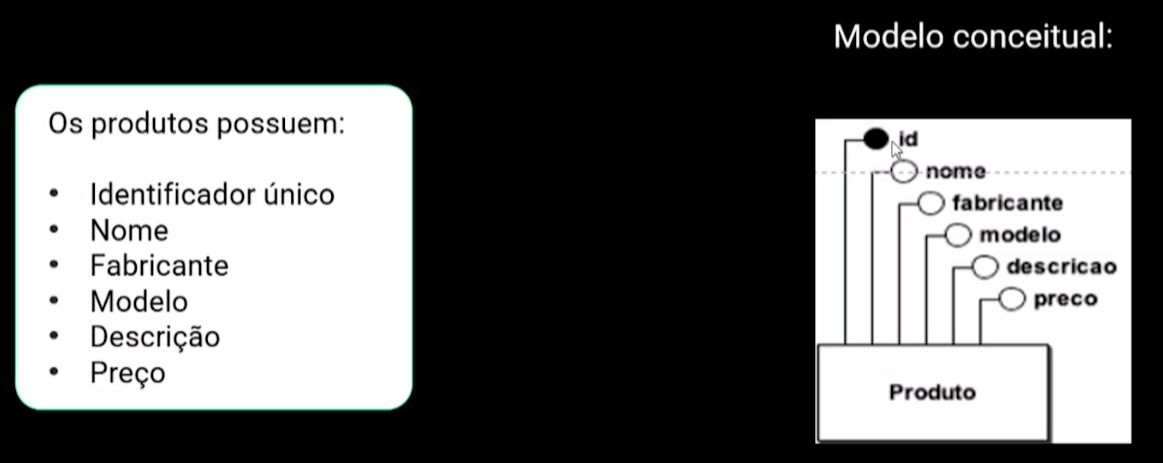 Modelo conceitual:
Os produtos possuem:
• Identificador único
• Nome
• Fabricante
• Modelo
• Descrição
• Preço
id
nome
fabricante
modelo
descricao
preco
Produto